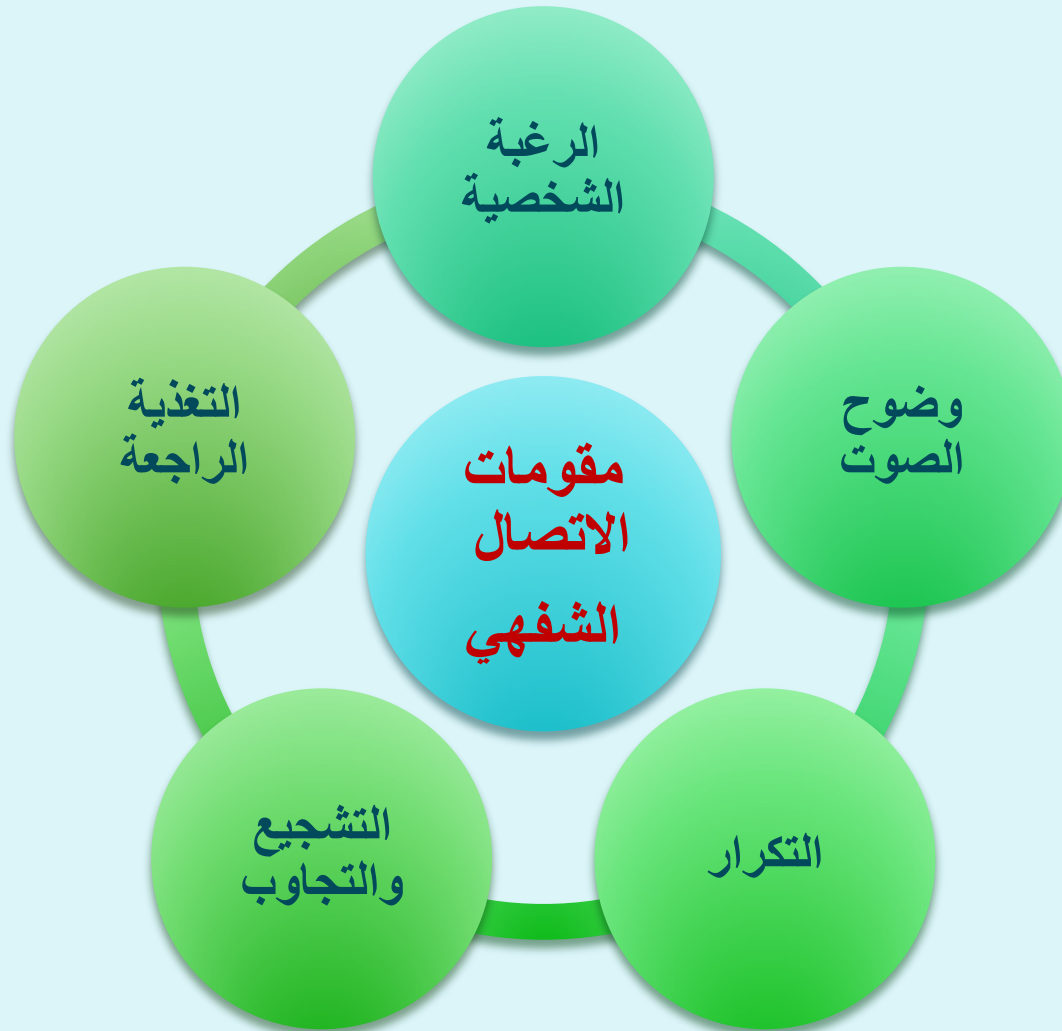 الرغبة
الشخصية
وضوح
الصوت
التكرار
التشجيع
والتجاوب
التغذية
الراجعة
مقومات
الاتصال
الشفهي